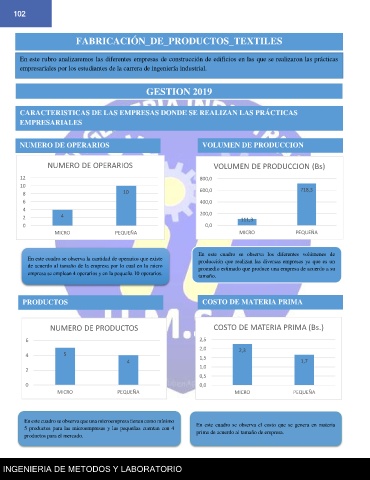 102
FABRICACIÓN_DE_PRODUCTOS_TEXTILES
En este rubro analizaremos las diferentes empresas de construcción de edificios en las que se realizaron las prácticas
empresariales por los estudiantes de la carrera de ingeniería industrial.
GESTION 2019
CARACTERISTICAS DE LAS EMPRESAS DONDE SE REALIZAN LAS PRÁCTICAS
EMPRESARIALES
NUMERO DE OPERARIOS
VOLUMEN DE PRODUCCION
NUMERO DE OPERARIOS
12
10
8
6
4
2
0
4
10
MICRO
PEQUEÑA
VOLUMEN DE PRODUCCION (Bs)
800,0
600,0
400,0
200,0
0,0
MICRO
PEQUEÑA
En este cuadro se observa la cantidad de operarios que existe
de acuerdo al tamaño de la empresa por lo cual en la micro
empresa se emplean 4 operarios y en la pequeña 10 operarios.
En este cuadro se observa los diferentes volúmenes de
producción que realizan las diversas empresas ya que es un
promedio estimado que produce una empresa de acuerdo a su
tamaño.
PRODUCTOS
COSTO DE MATERIA PRIMA
NUMERO DE PRODUCTOS
6
4
2
0
5
4
MICRO
PEQUEÑA
COSTO DE MATERIA PRIMA (Bs.)
2,5
2,0
1,5
1,0
0,5
0,0
1,7
MICRO
PEQUEÑA
En este cuadro se observa que una microempresa tienen como mínimo
5 productos para las microempresas y las pequeñas cuentan con 4
productos para el mercado.
En este cuadro se observa el costo que se genera en materia
prima de acuerdo al tamaño de empresa.
INGENIERIA DE METODOS Y LABORATORIO